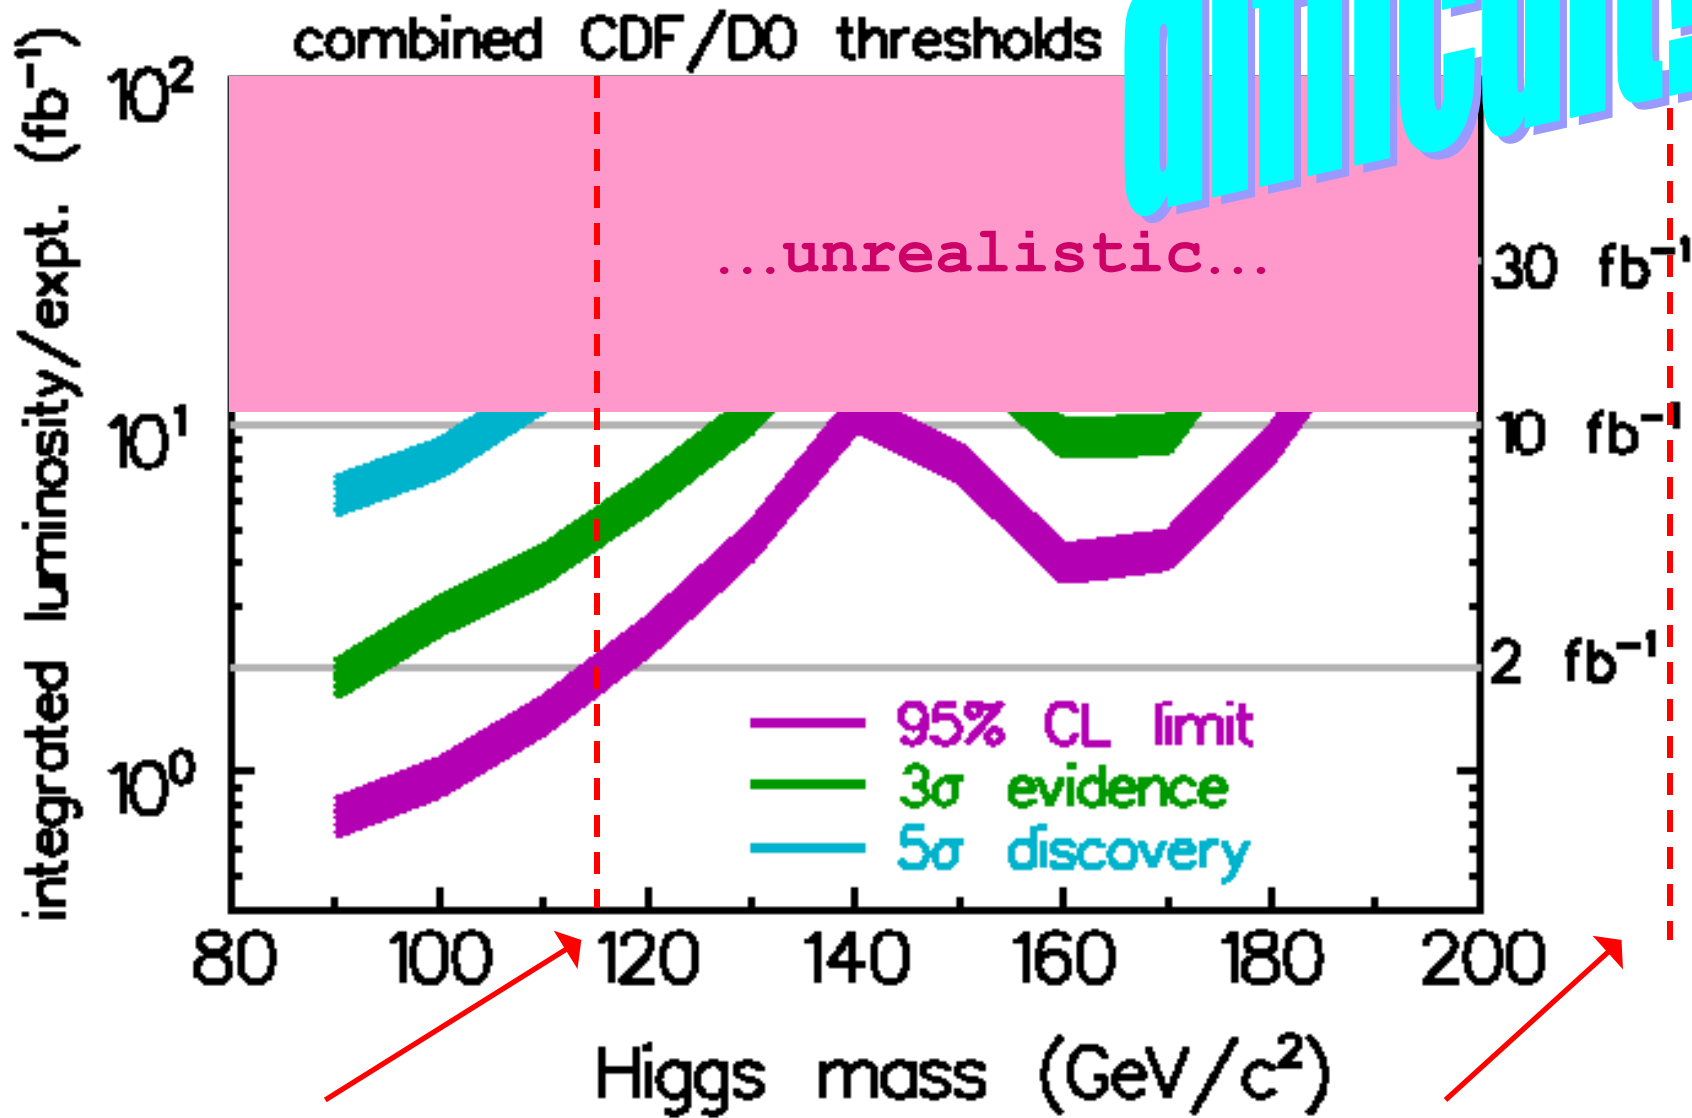 combined CDF/D0 thresholds
integrated luminosity/expt. (fb⁻¹)
10²
10¹
10⁰
...unrealistic...
30 fb⁻¹
10 fb⁻¹
2 fb⁻¹
95% CL limit
3σ evidence
5σ discovery
80 100 120 140 160 180 200
Higgs mass (GeV/c²)